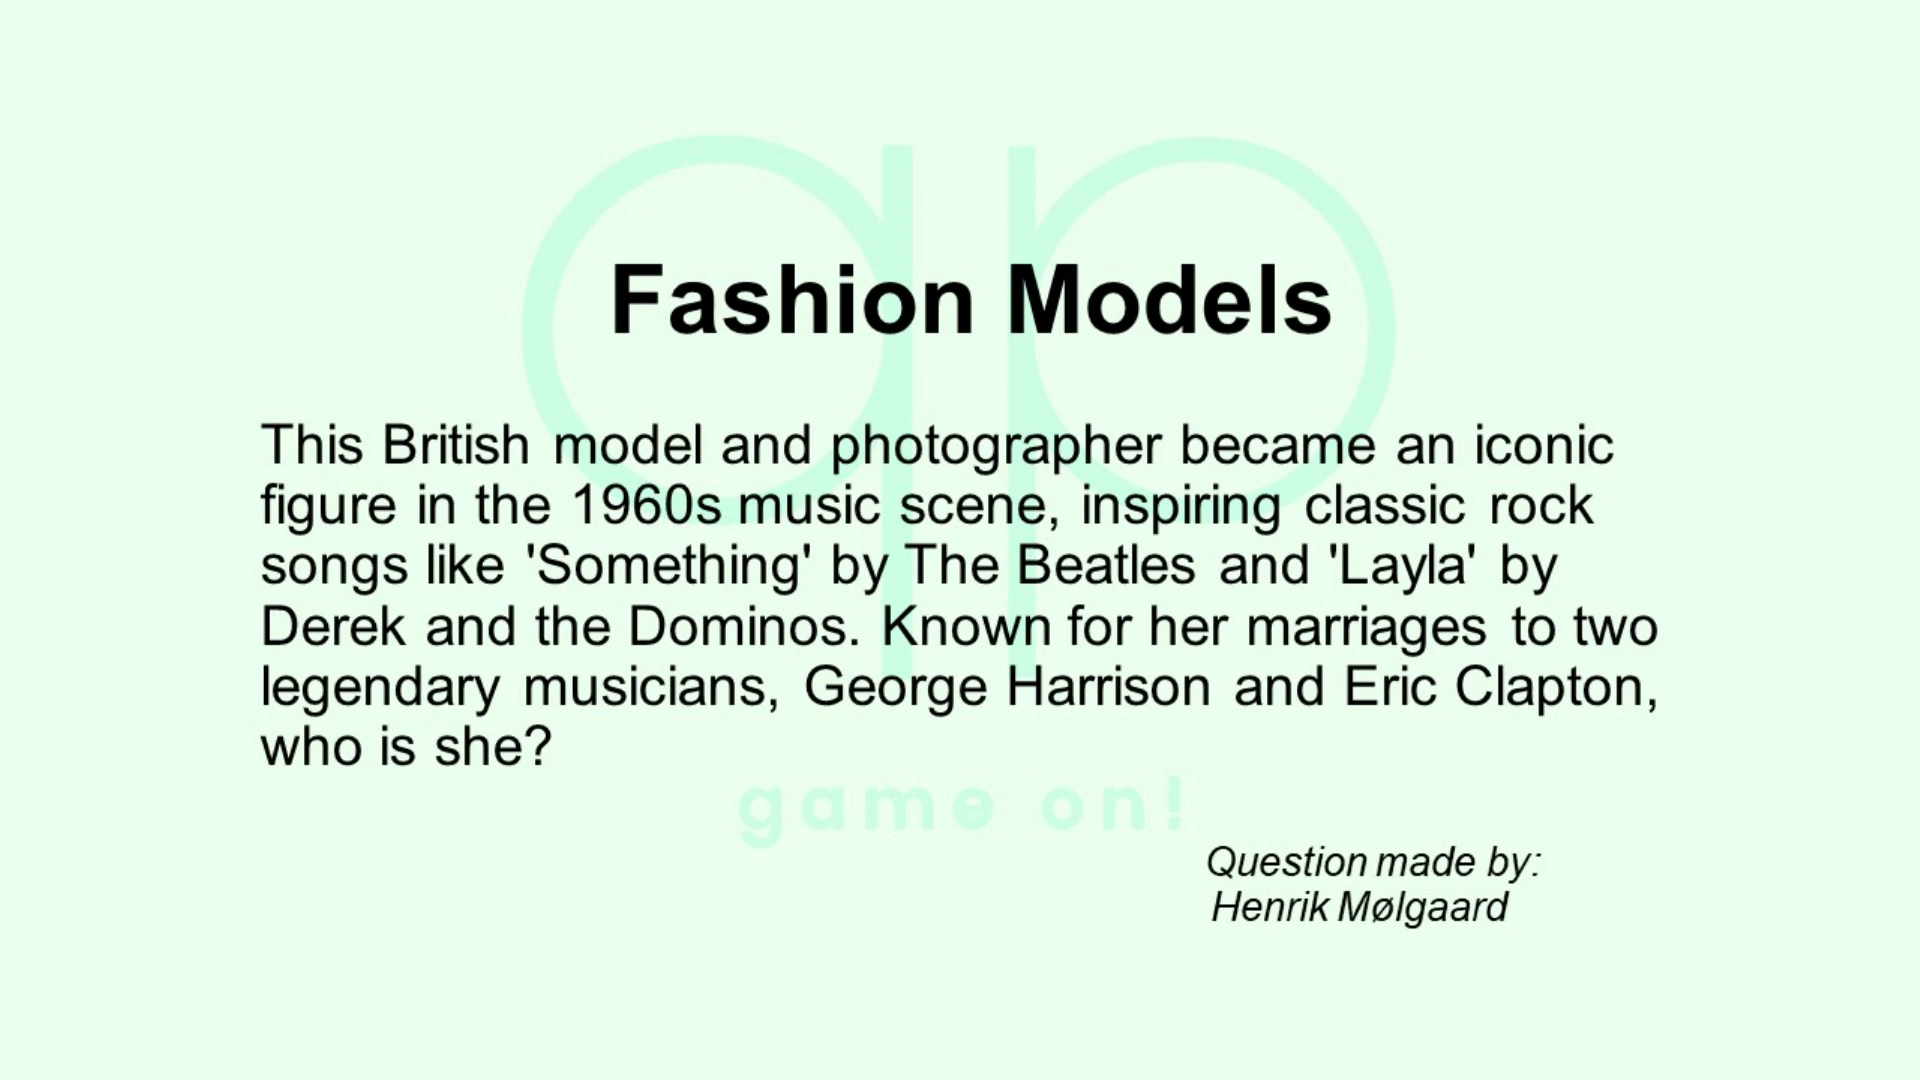 Fashion Models
This British model and photographer became an iconic
figure in the 1960s music scene, inspiring classic rock
songs like 'Something' by The Beatles and 'Layla' by
Derek and the Dominos. Known for her marriages to two
legendary musicians, George Harrison and Eric Clapton,
who is she?
game on!
Question made by:
Henrik Mølgaard